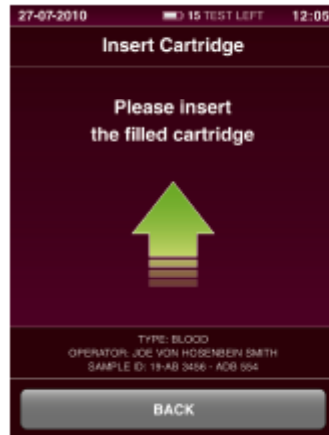 27-07-2010 15 TEST LEFT 12:05
Insert Cartridge
Please insert
the filled cartridge
TYPE: BLOOD
OPERATOR: JOE VON HOSENBEIN SMITH
SAMPLE ID: 19-AB 3456 - ADB 554
BACK